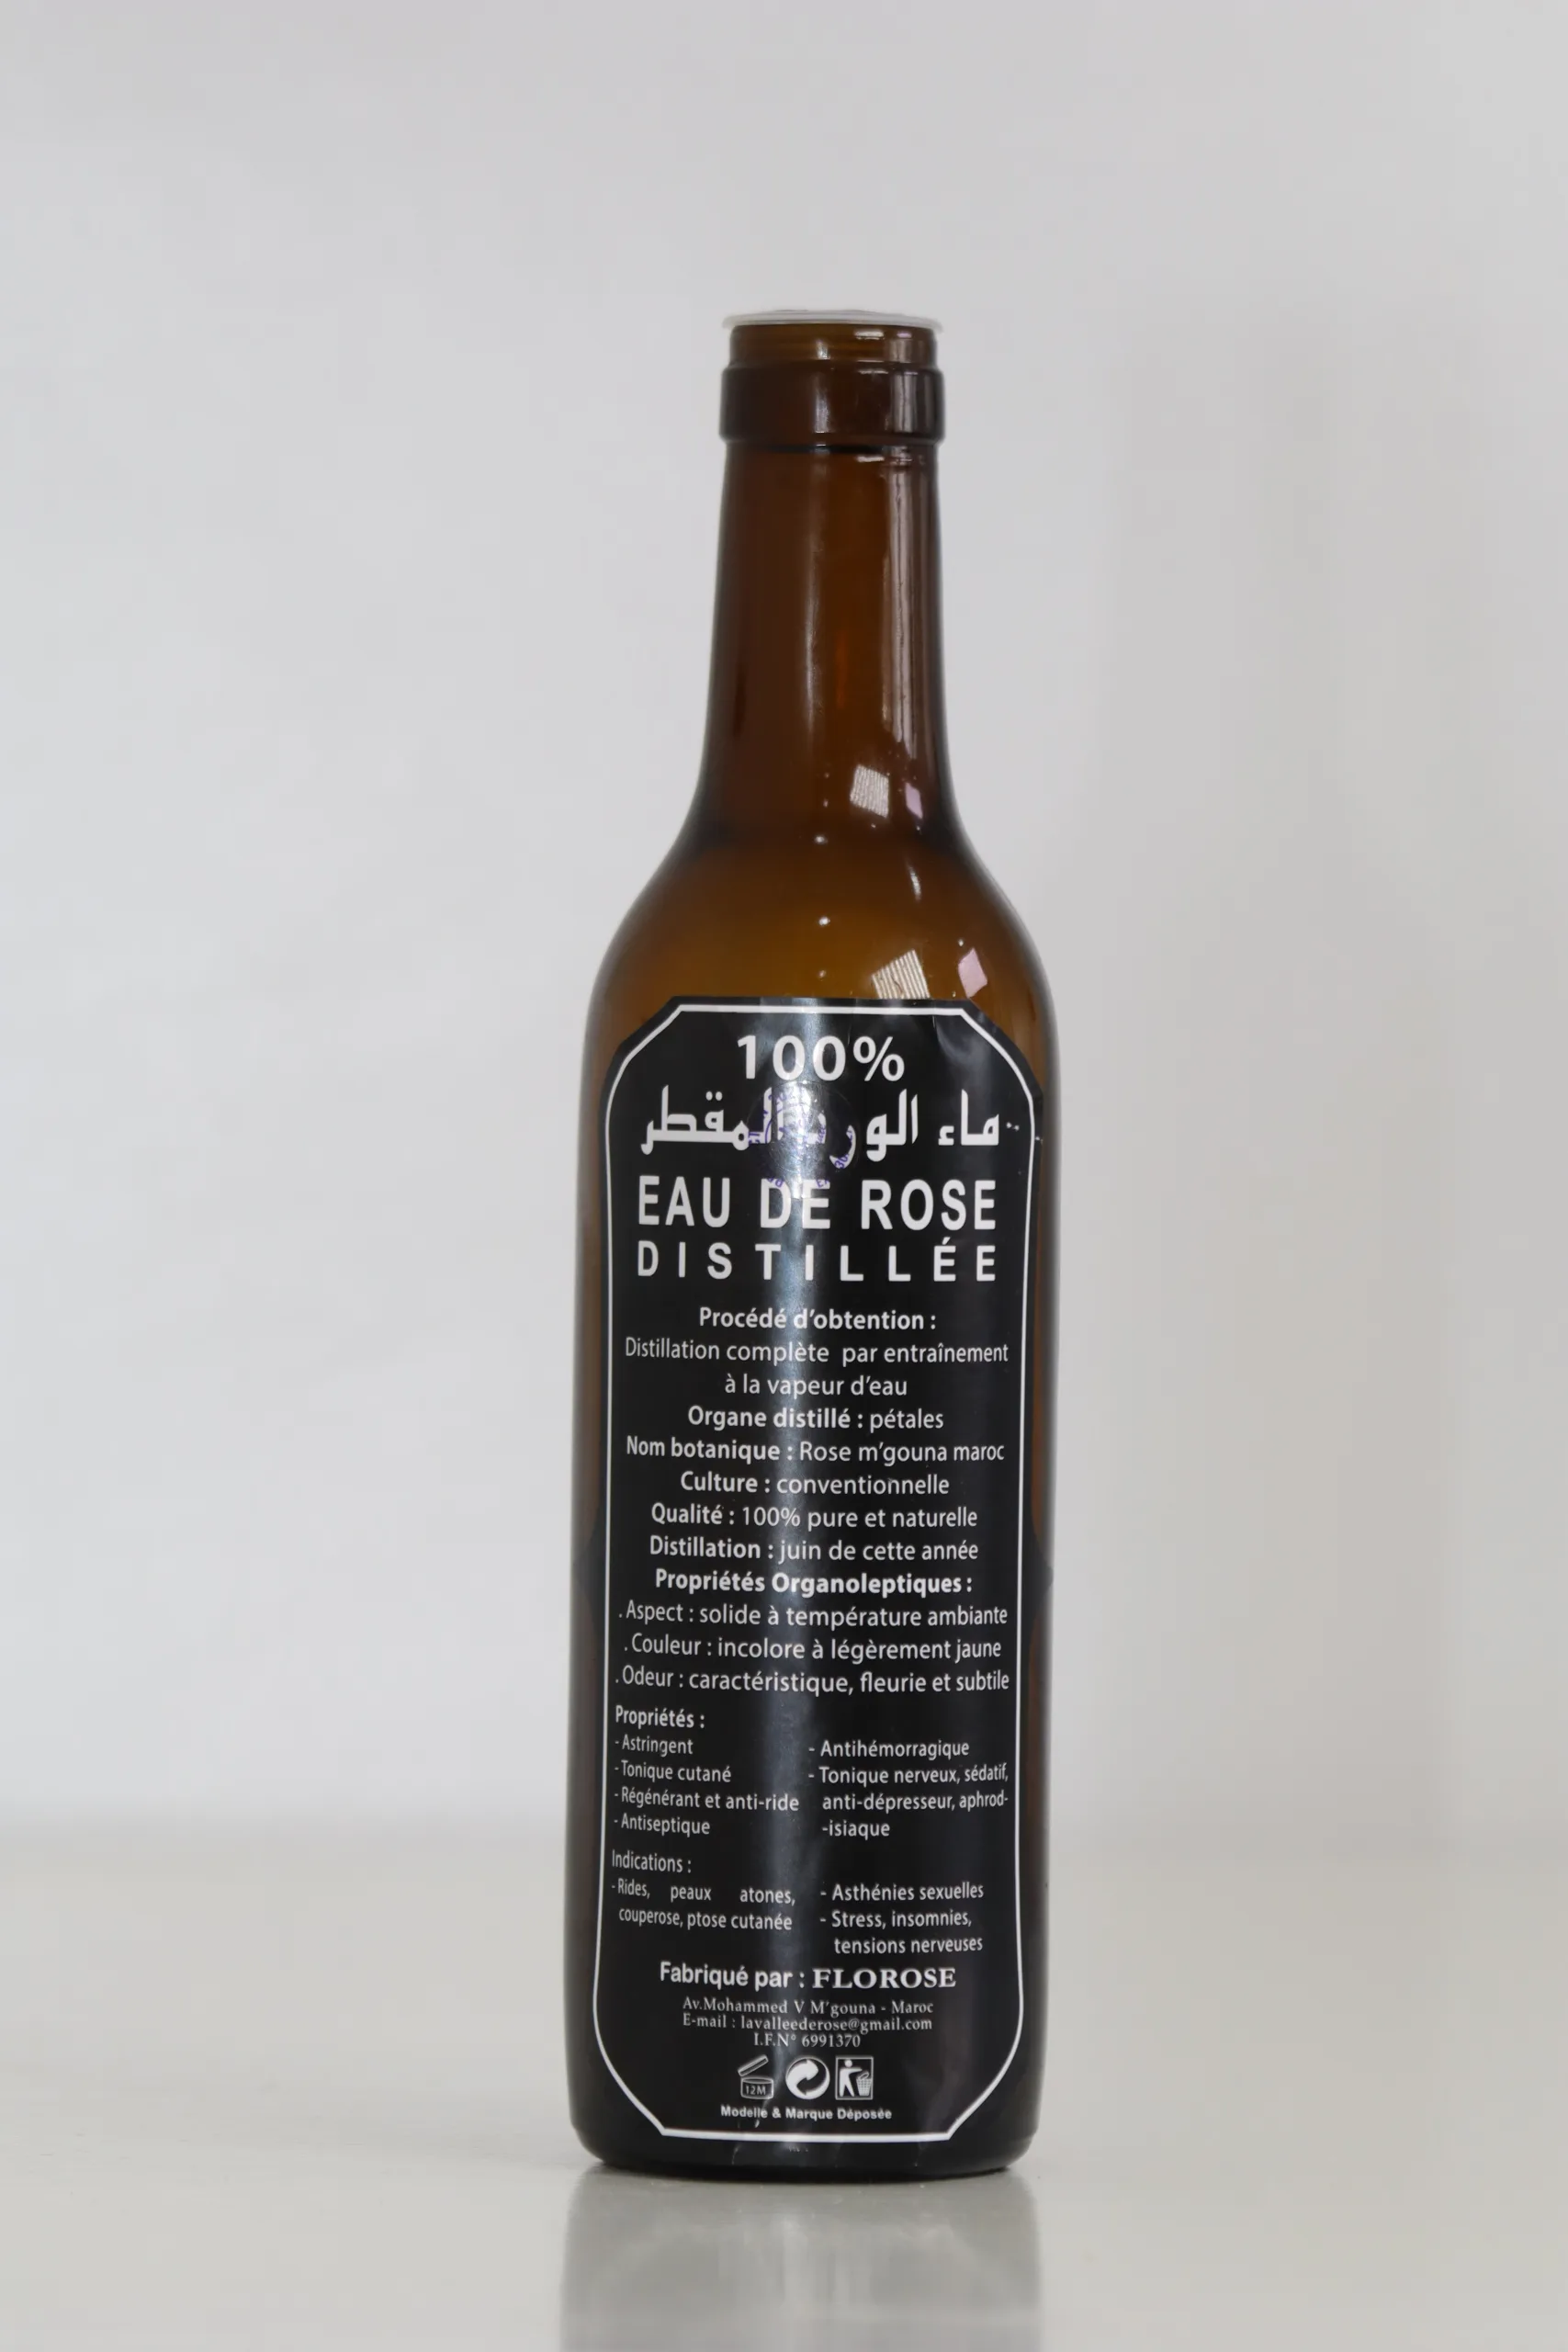 100%
ماء الورد المقطر
EAU DE ROSE
DISTILLÉE
Procédé d'obtention :
Distillation complète par entraînement
à la vapeur d'eau
Organe distillé : pétales
Nom botanique : Rose m'gouna maroc
Culture : conventionnelle
Qualité : 100% pure et naturelle
Distillation : juin de cette année
Propriétés Organoleptiques :
. Aspect : solide à température ambiante
. Couleur : incolore à légèrement jaune
. Odeur : caractéristique, fleurie et subtile
Propriétés :
- Astringent
- Tonique cutané
- Régénérant et anti-ride
- Antiseptique
- Antihémorragique
- Tonique nerveux, sédatif,
anti-dépresseur, aphrod-
-isiaque
Indications :
- Rides, peaux atones,
couperose, ptose cutanée
- Asthénies sexuelles
- Stress, insomnies,
tensions nerveuses
Fabriqué par : FLOROSE
Av.Mohammed V M'gouna - Maroc
E-mail : lavalleederose@gmail.com
I.F.N° 6991370
12M
Modelle & Marque Déposée